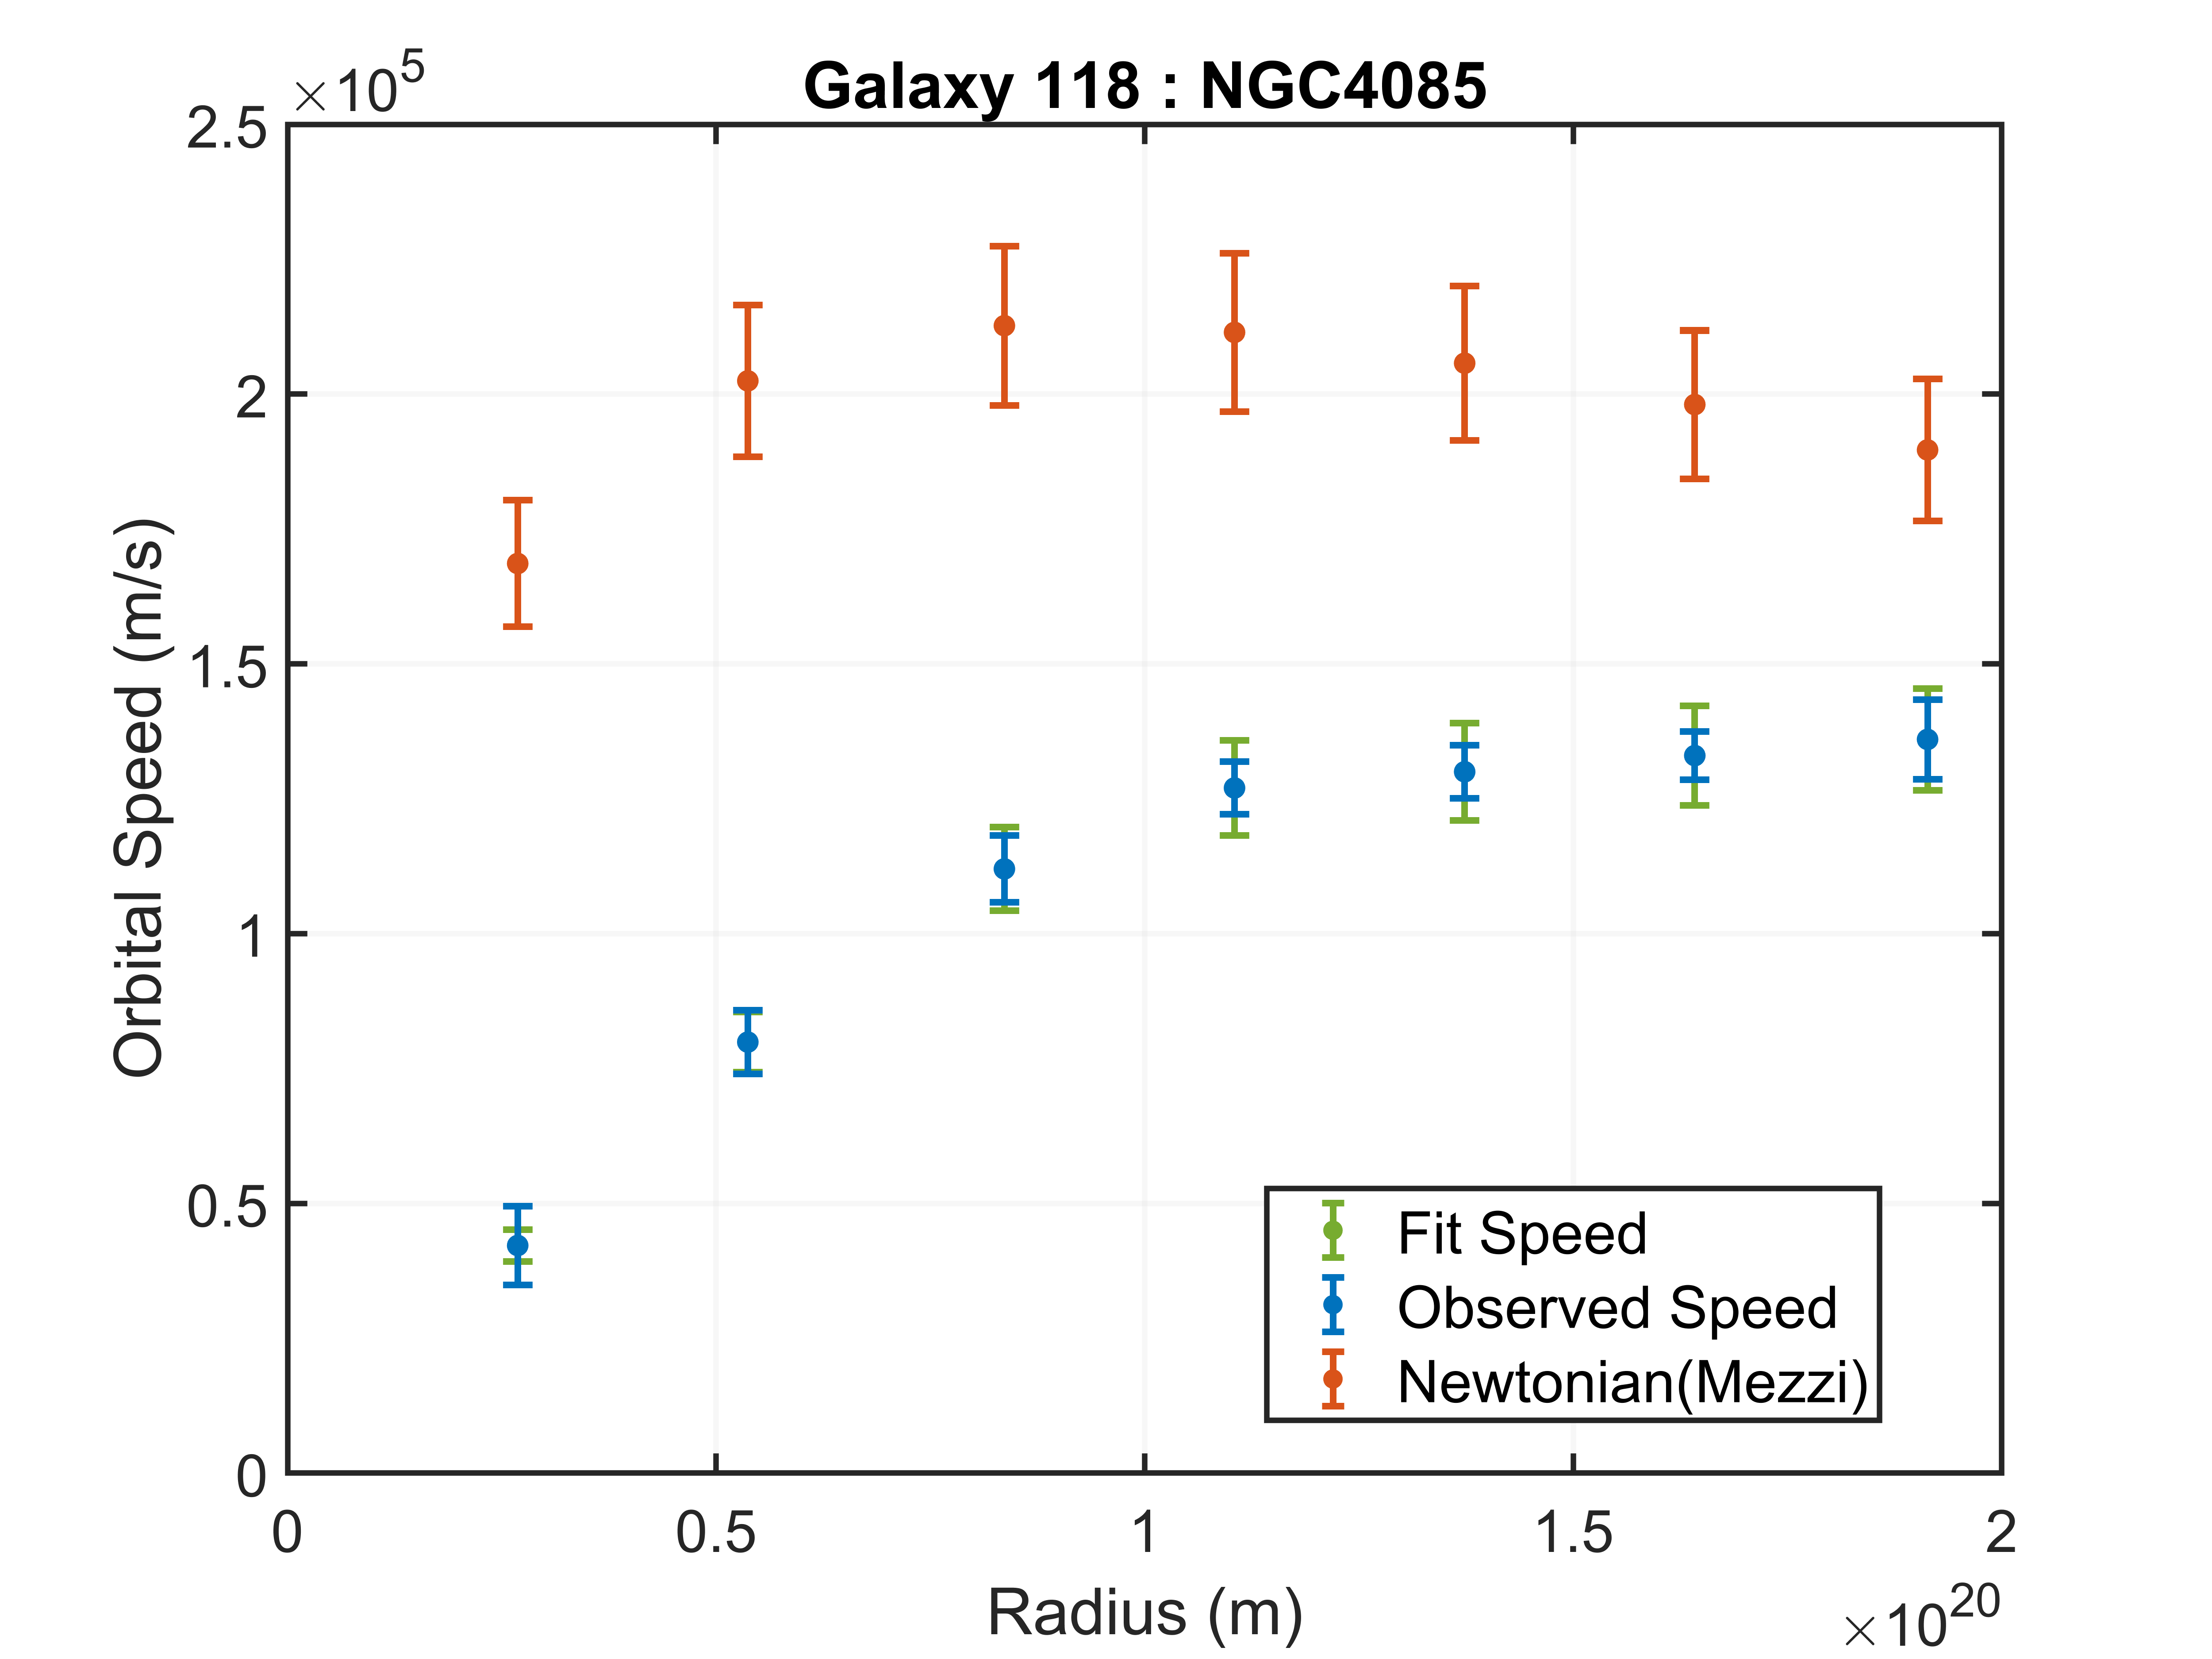 Galaxy 118 : NGC4085
×10^5
2.5
2
1.5
1
0.5
0
Orbital Speed (m/s)
0 0.5 1 1.5 2
Radius (m)
×10^20
Fit Speed
Observed Speed
Newtonian(Mezzi)